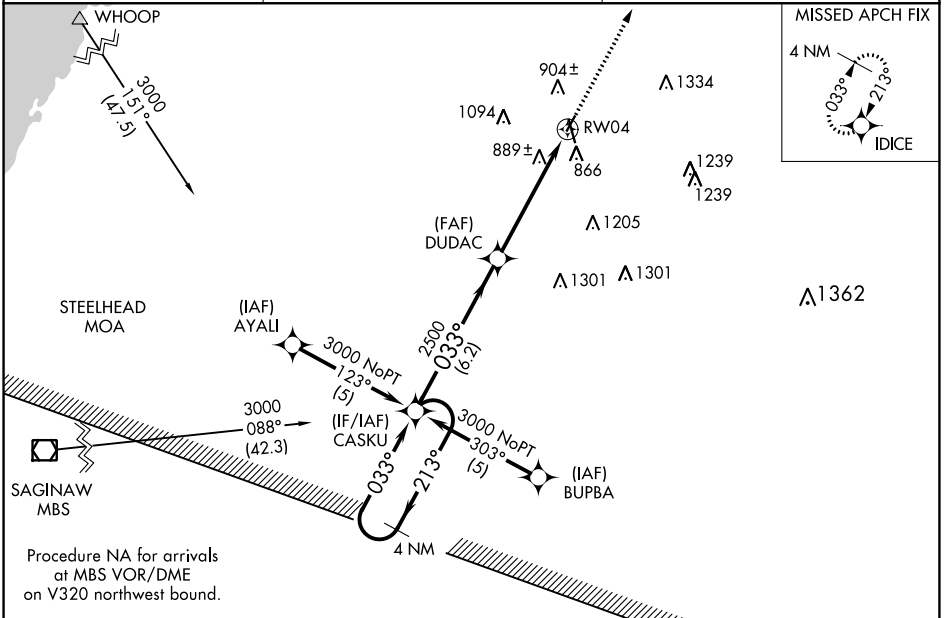 WHOOP
3000
151°
(47.5)
MISSED APCH FIX
4 NM
033°
213°
IDICE
904±
1334
1094
RW04
889±
866
1239
1239
1205
(FAF)
DUDAC
1301
1301
1362
STEELHEAD
MOA
(IAF)
AYALI
2500
033°
(6.2)
3000 NoPT
123°
(5)
3000
088°
(42.3)
(IF/IAF)
CASKU
3000 NoPT
303°
(5)
(IAF)
BUPBA
033°
213°
SAGINAW
MBS
4 NM
Procedure NA for arrivals
at MBS VOR/DME
on V320 northwest bound.